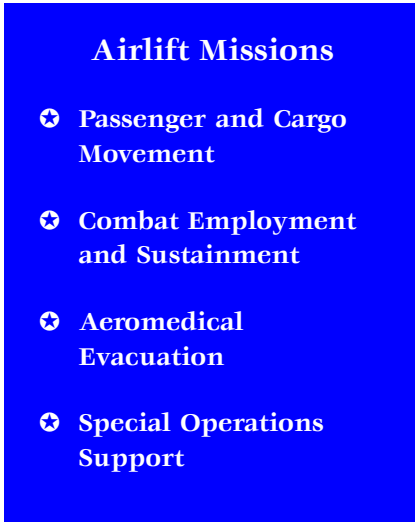 Airlift Missions
✪ Passenger and Cargo
Movement
✪ Combat Employment
and Sustainment
✪ Aeromedical
Evacuation
✪ Special Operations
Support